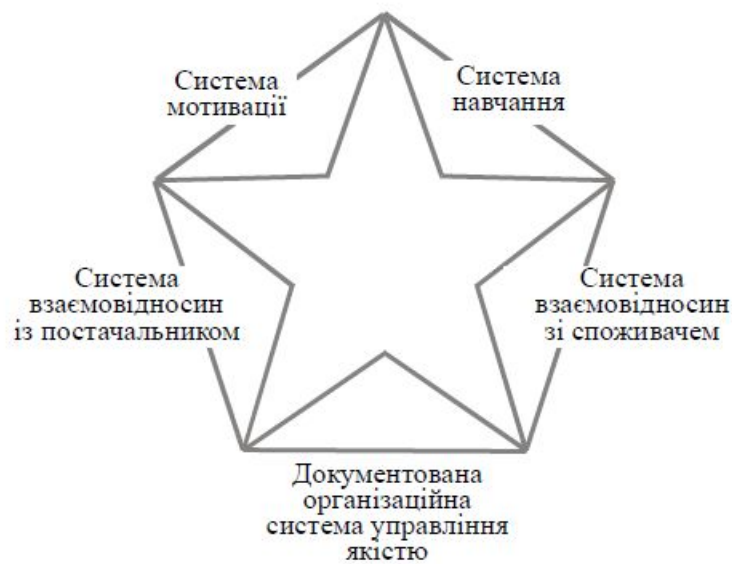 Система
мотивації
Система
навчання
Система
взаємовідносин
із постачальником
Система
взаємовідносин
зі споживачем
Документована
організаційна
система управління
якістю